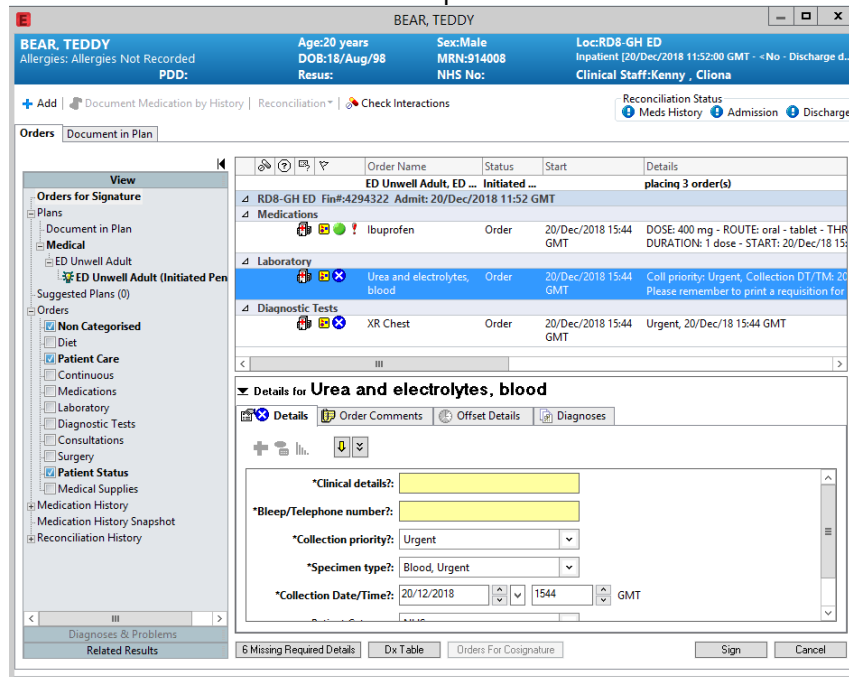 BEAR, TEDDY
BEAR, TEDDY Age:20 years Sex:Male Loc:RD8-GH ED
Allergies: Allergies Not Recorded DOB:18/Aug/98 MRN:914008 Inpatient [20/Dec/2018 11:52:00 GMT - <No - Discharge d...
PDD: Resus: NHS No: Clinical Staff:Kenny , Cliona
Add Document Medication by History Reconciliation Check Interactions
Reconciliation Status
Meds History Admission Discharge
Orders Document in Plan
View
Orders for Signature
Plans
Document in Plan
Medical
ED Unwell Adult
ED Unwell Adult (Initiated Pen
Suggested Plans (0)
Orders
Non Categorised
Diet
Patient Care
Continuous
Medications
Laboratory
Diagnostic Tests
Consultations
Surgery
Patient Status
Medical Supplies
Medication History
Medication History Snapshot
Reconciliation History
Diagnoses & Problems
Related Results
Order Name Status Start Details
ED Unwell Adult, ED ... Initiated ... placing 3 order(s)
RD8-GH ED Fin#:4294322 Admit: 20/Dec/2018 11:52 GMT
Medications
Ibuprofen Order 20/Dec/2018 15:44 DOSE: 400 mg - ROUTE: oral - tablet - THR
GMT DURATION: 1 dose - START: 20/Dec/18 15:
Laboratory
Urea and electrolytes, Order 20/Dec/2018 15:44 Coll priority: Urgent, Collection DT/TM: 20
blood GMT Please remember to print a requisition for
Diagnostic Tests
XR Chest Order 20/Dec/2018 15:44 Urgent, 20/Dec/18 15:44 GMT
GMT
Details for Urea and electrolytes, blood
Details Order Comments Offset Details Diagnoses
*Clinical details?:
*Bleep/Telephone number?:
*Collection priority?: Urgent
*Specimen type?: Blood, Urgent
*Collection Date/Time?: 20/12/2018 1544 GMT
6 Missing Required Details Dx Table Orders For Cosignature Sign Cancel